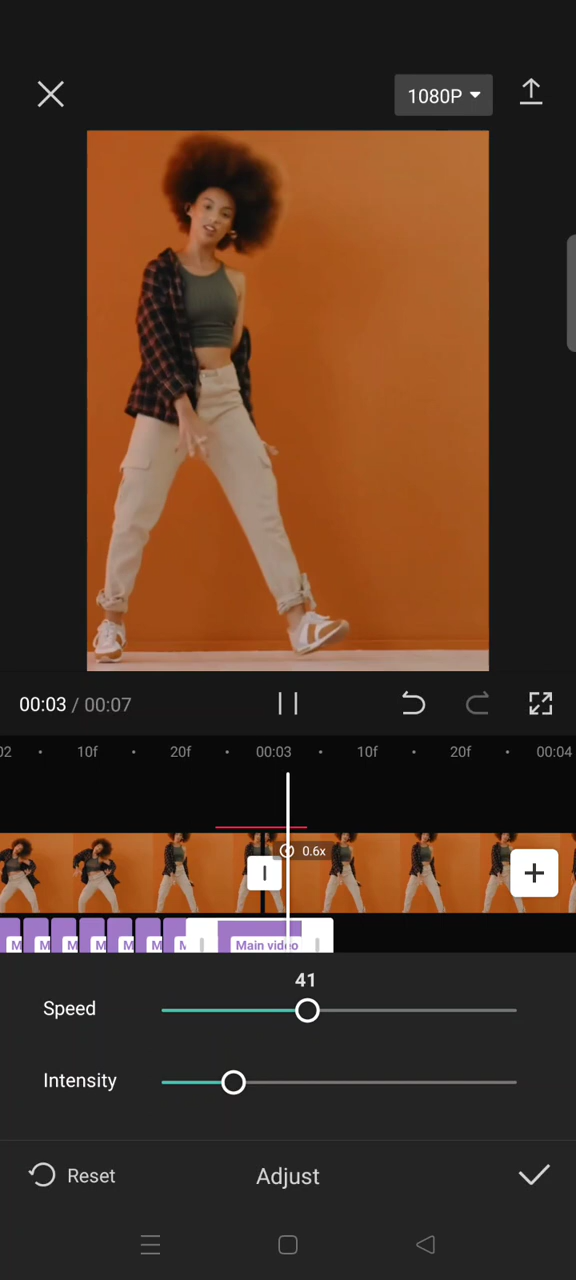 1080P
00:03 / 00:07
02 10f 20f 00:03 10f 20f 00:04
0.6x
M M M M M M M Main video
41
Speed
Intensity
Reset Adjust